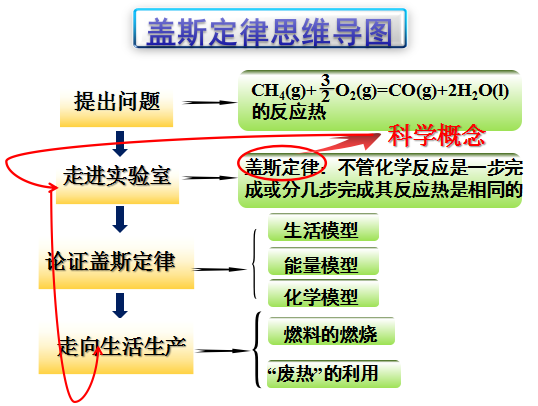 盖斯定律思维导图
提出问题
CH₄(g)+3/2O₂(g)=CO(g)+2H₂O(l)
的反应热
科学概念
走进实验室
盖斯定律：不管化学反应是一步完
成或分几步完成其反应热是相同的
论证盖斯定律
生活模型
能量模型
化学模型
走向生活生产
燃料的燃烧
“废热”的利用